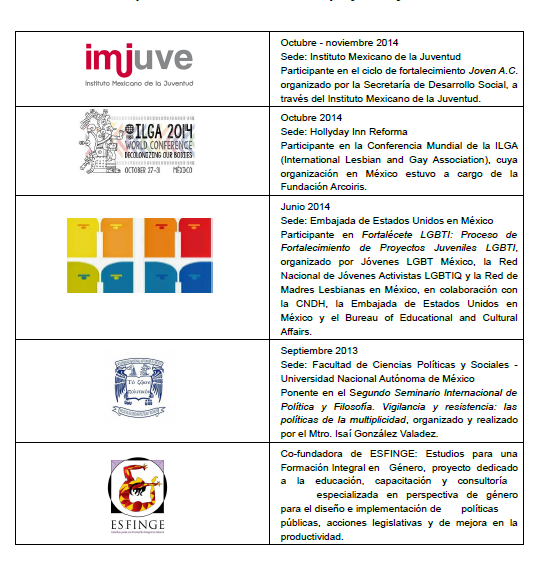 imjuve
Instituto Mexicano de la Juventud
Octubre - noviembre 2014
Sede: Instituto Mexicano de la Juventud
Participante en el ciclo de fortalecimiento Joven A.C.
organizado por la Secretaría de Desarrollo Social, a
través del Instituto Mexicano de la Juventud.
ILGA 2014
WORLD CONFERENCE
DECOLONIZING OUR BODIES
OCTOBER 27-31 MÉXICO
Octubre 2014
Sede: Hollyday Inn Reforma
Participante en la Conferencia Mundial de la ILGA
(International Lesbian and Gay Association), cuya
organización en México estuvo a cargo de la
Fundación Arcoiris.
Junio 2014
Sede: Embajada de Estados Unidos en México
Participante en Fortalécete LGBTI: Proceso de
Fortalecimiento de Proyectos Juveniles LGBTI,
organizado por Jóvenes LGBT México, la Red
Nacional de Jóvenes Activistas LGBTIQ y la Red de
Madres Lesbianas en México, en colaboración con
la CNDH, la Embajada de Estados Unidos en
México y el Bureau of Educational and Cultural
Affairs.
Septiembre 2013
Sede: Facultad de Ciencias Políticas y Sociales -
Universidad Nacional Autónoma de México
Ponente en el Segundo Seminario Internacional de
Política y Filosofía. Vigilancia y resistencia: las
políticas de la multiplicidad, organizado y realizado
por el Mtro. Isaí González Valadez.
ESFINGE
Co-fundadora de ESFINGE: Estudios para una
Formación Integral en Género, proyecto dedicado
a la educación, capacitación y consultoría
especializada en perspectiva de género
para el diseño e implementación de políticas
públicas, acciones legislativas y de mejora en la
productividad.